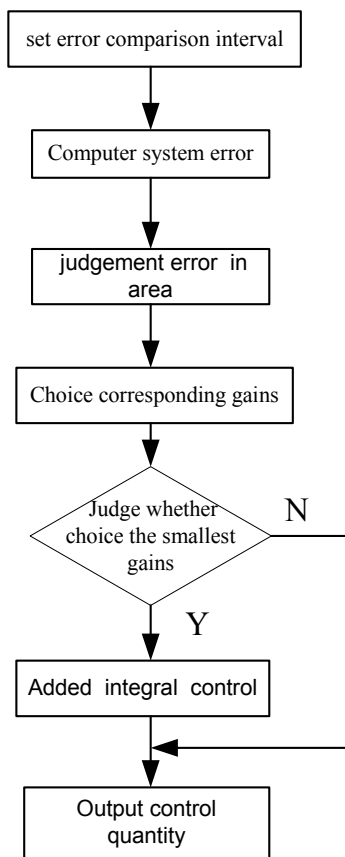 set error comparison interval
Computer system error
judgement error in
area
Choice corresponding gains
Judge whether
choice the smallest
gains
N
Y
Added integral control
Output control
quantity